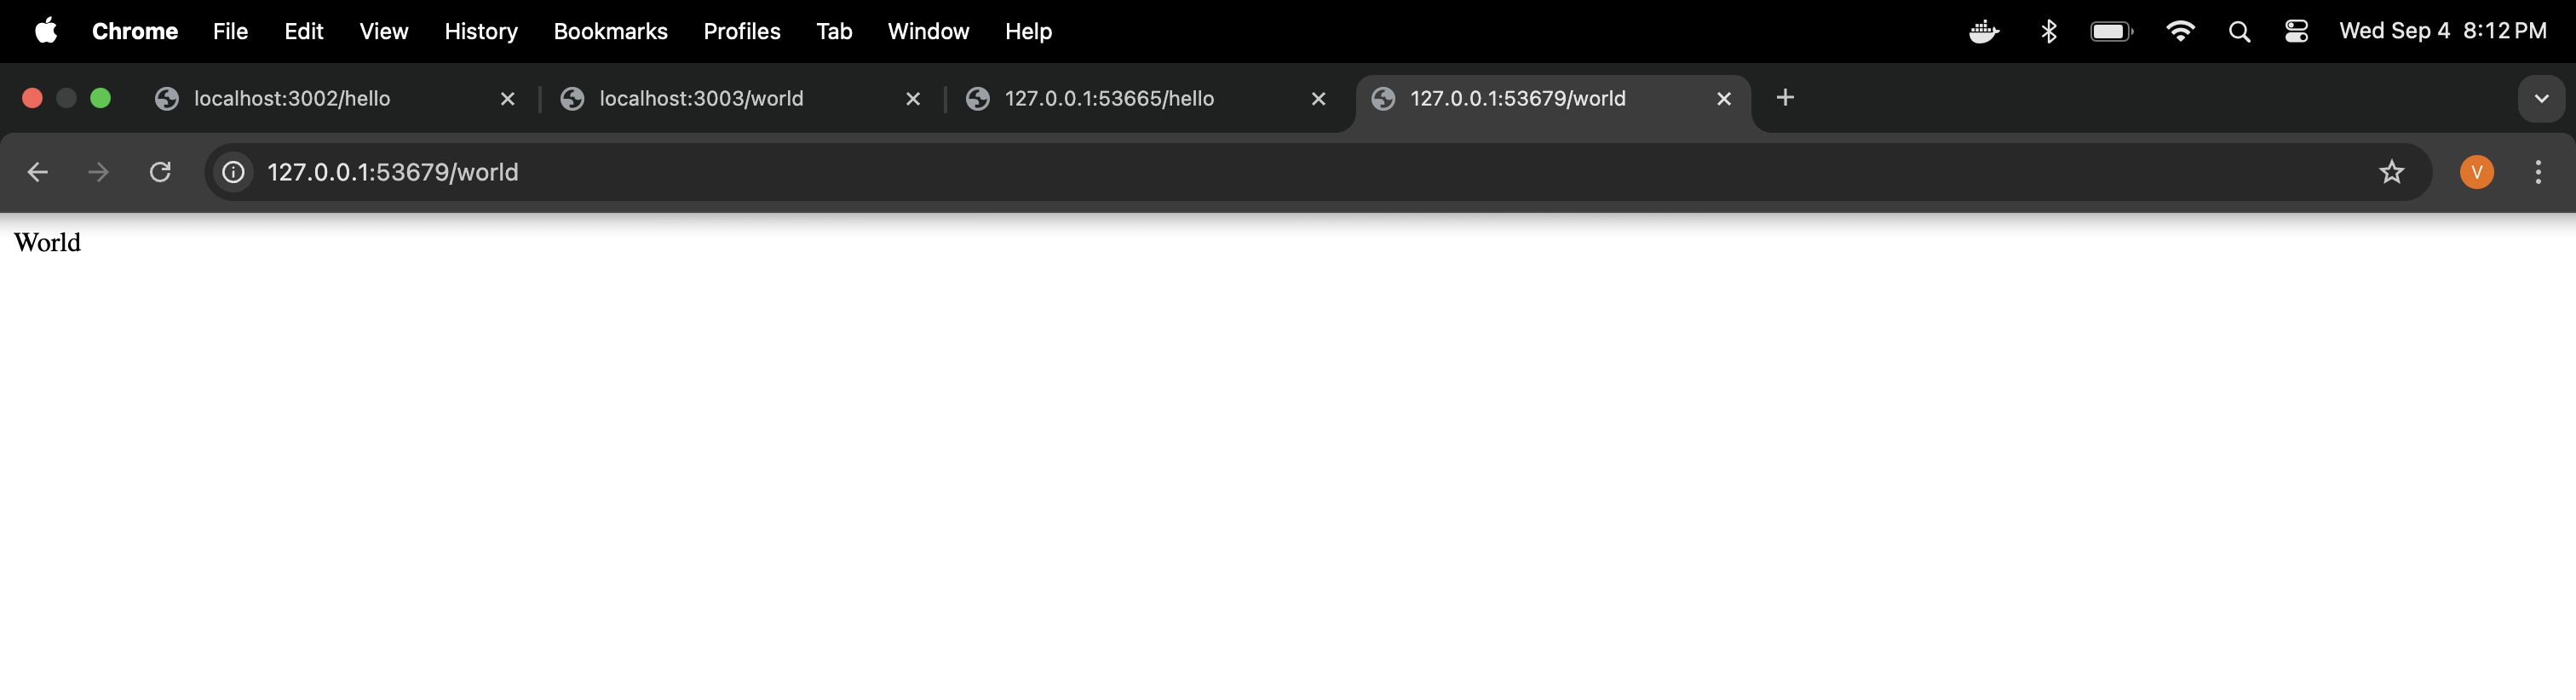 Chrome File Edit View History Bookmarks Profiles Tab Window Help Wed Sep 4 8:12 PM
localhost:3002/hello localhost:3003/world 127.0.0.1:53665/hello 127.0.0.1:53679/world
127.0.0.1:53679/world V
World